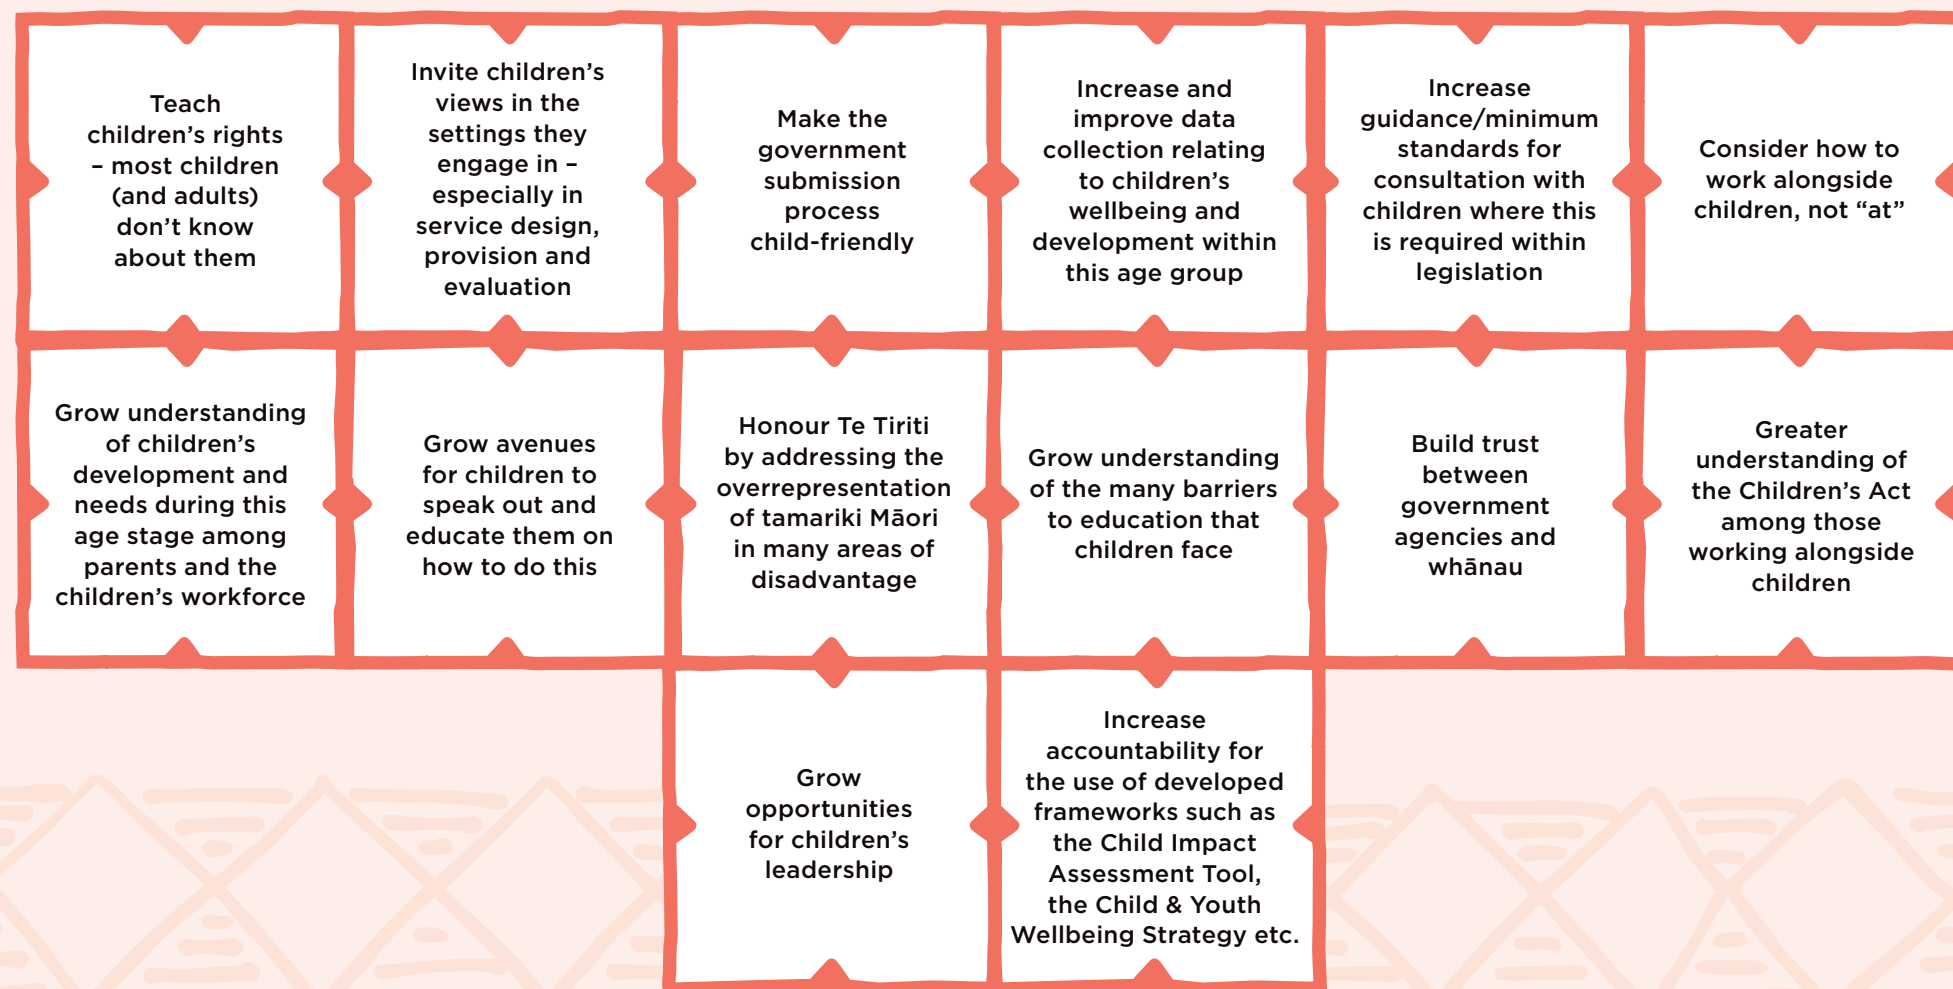 Teach
children’s rights
– most children
(and adults)
don’t know
about them
Invite children’s
views in the
settings they
engage in –
especially in
service design,
provision and
evaluation
Make the
government
submission
process
child-friendly
Increase and
improve data
collection relating
to children’s
wellbeing and
development within
this age group
Increase
guidance/minimum
standards for
consultation with
children where this
is required within
legislation
Consider how to
work alongside
children, not “at”
Grow understanding
of children’s
development and
needs during this
age stage among
parents and the
children’s workforce
Grow avenues
for children to
speak out and
educate them on
how to do this
Honour Te Tiriti
by addressing the
overrepresentation
of tamariki Māori
in many areas of
disadvantage
Grow understanding
of the many barriers
to education that
children face
Build trust
between
government
agencies and
whānau
Greater
understanding of
the Children’s Act
among those
working alongside
children
Grow
opportunities
for children’s
leadership
Increase
accountability for
the use of developed
frameworks such as
the Child Impact
Assessment Tool,
the Child & Youth
Wellbeing Strategy etc.